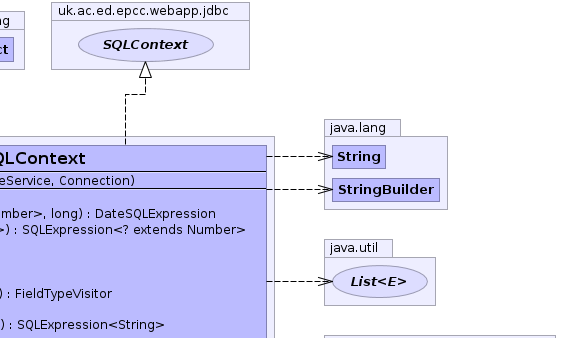 uk.ac.ed.epcc.webapp.jdbc
SQLContext
java.lang
String
StringBuilder
eService, Connection)
mber>, long) : DateSQLExpression
>) : SQLExpression<? extends Number>
java.util
List<E>
) : FieldTypeVisitor
) : SQLExpression<String>